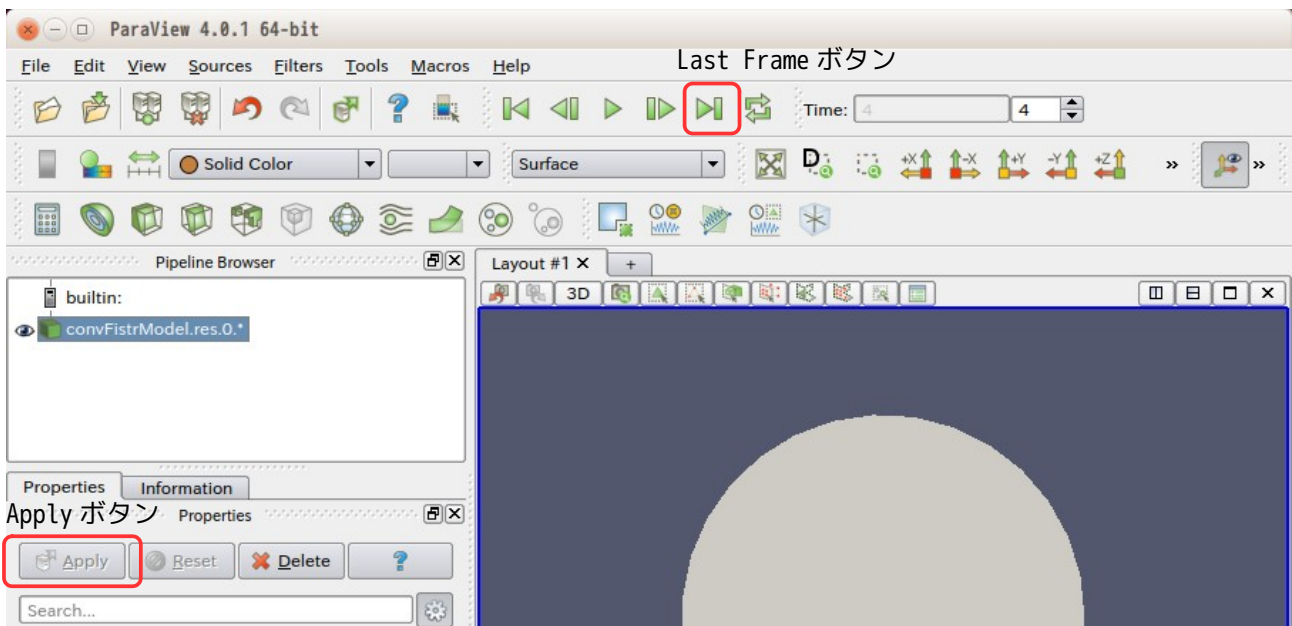 ParaView 4.0.1 64-bit
File Edit View Sources Filters Tools Macros Help
Last Frame ボタン
Time: 4 4
Solid Color Surface
+X -X +Y -Y +Z » »
Pipeline Browser
Layout #1 +
builtin:
3D
convFistrModel.res.0.*
Properties Information
Apply ボタン Properties
Apply Reset Delete ?
Search...